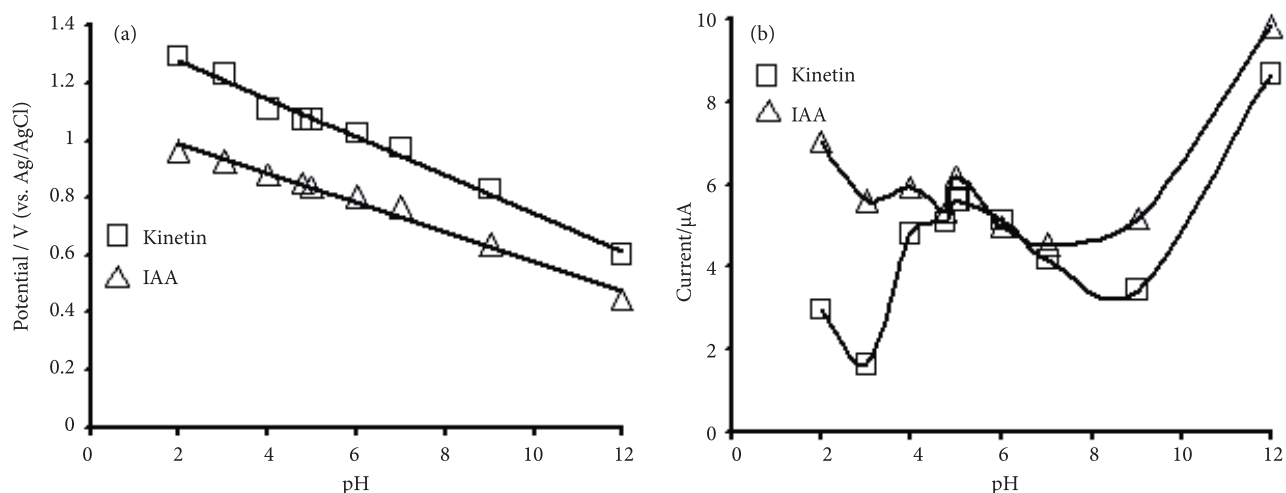 (a)
1.4
1.2
1
0.8
0.6
0.4
0.2
0
Potential / V (vs. Ag/AgCl)
Kinetin
IAA
0 2 4 6 8 10 12
pH
(b)
10
8
6
4
2
0
Current/μA
Kinetin
IAA
0 2 4 6 8 10 12
pH